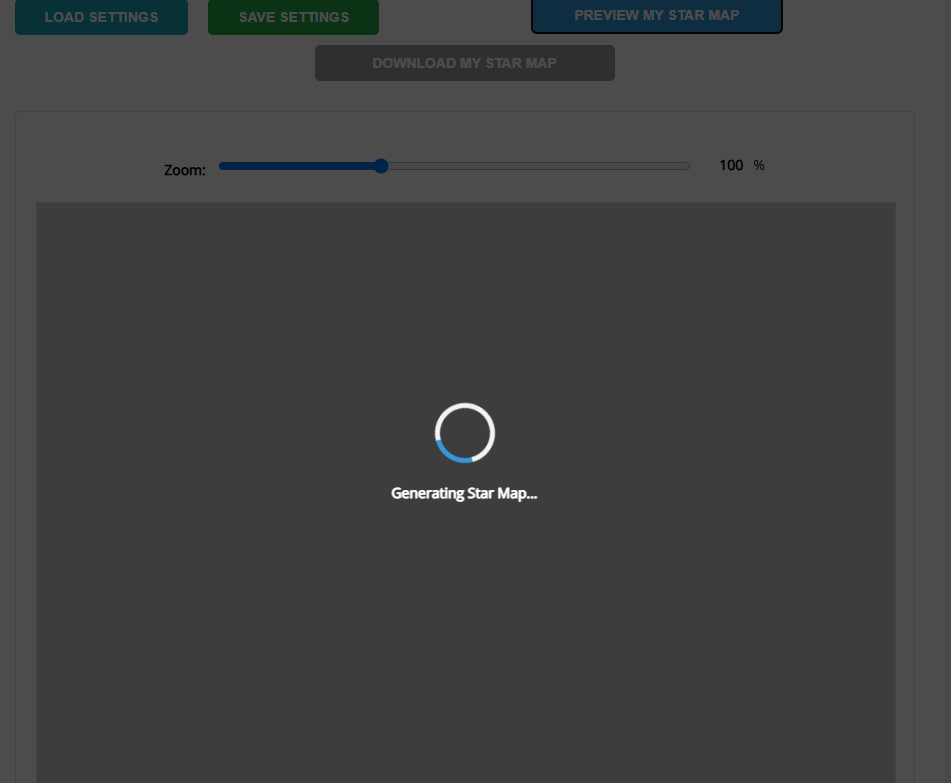 LOAD SETTINGS
SAVE SETTINGS
PREVIEW MY STAR MAP
DOWNLOAD MY STAR MAP
Zoom: 100 %
Generating Star Map...